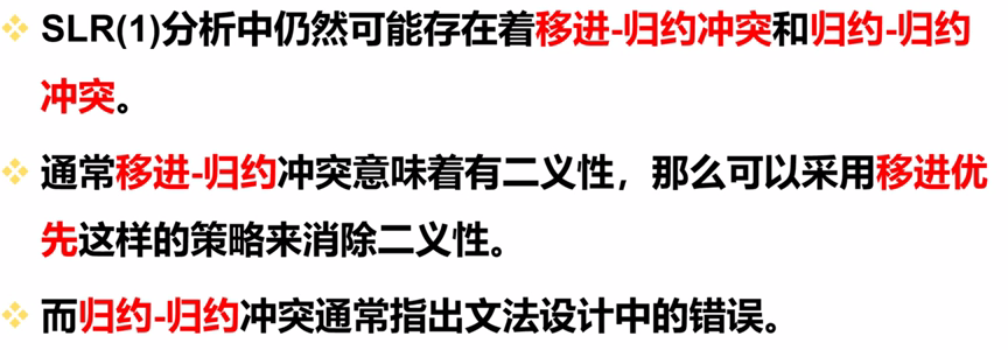 SLR(1)分析中仍然可能存在着移进-归约冲突和归约-归约
冲突。
通常移进-归约冲突意味着有二义性，那么可以采用移进优
先这样的策略来消除二义性。
而归约-归约冲突通常指出文法设计中的错误。